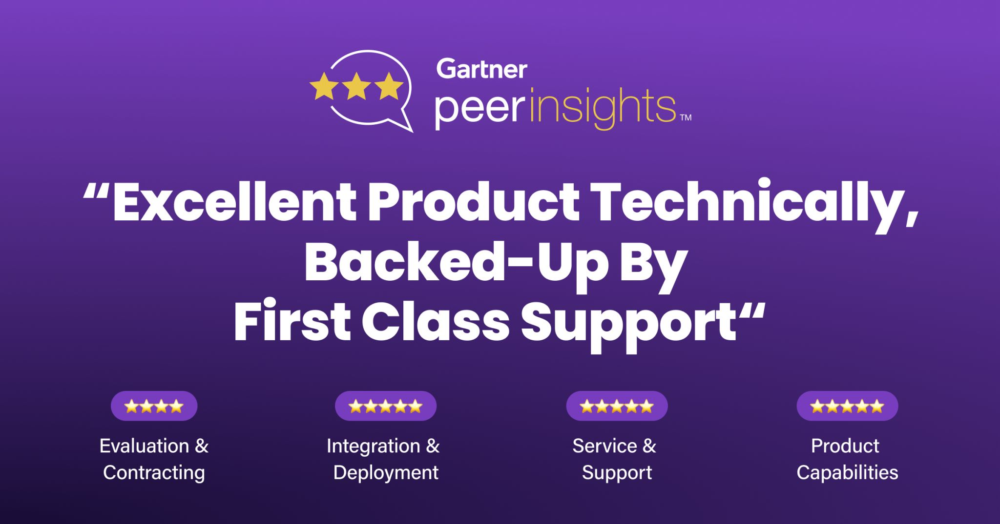 Gartner
peerinsights™
“Excellent Product Technically,
Backed-Up By
First Class Support“
⭐⭐⭐⭐
⭐⭐⭐⭐⭐
⭐⭐⭐⭐⭐
⭐⭐⭐⭐⭐
Evaluation &
Contracting
Integration &
Deployment
Service &
Support
Product
Capabilities